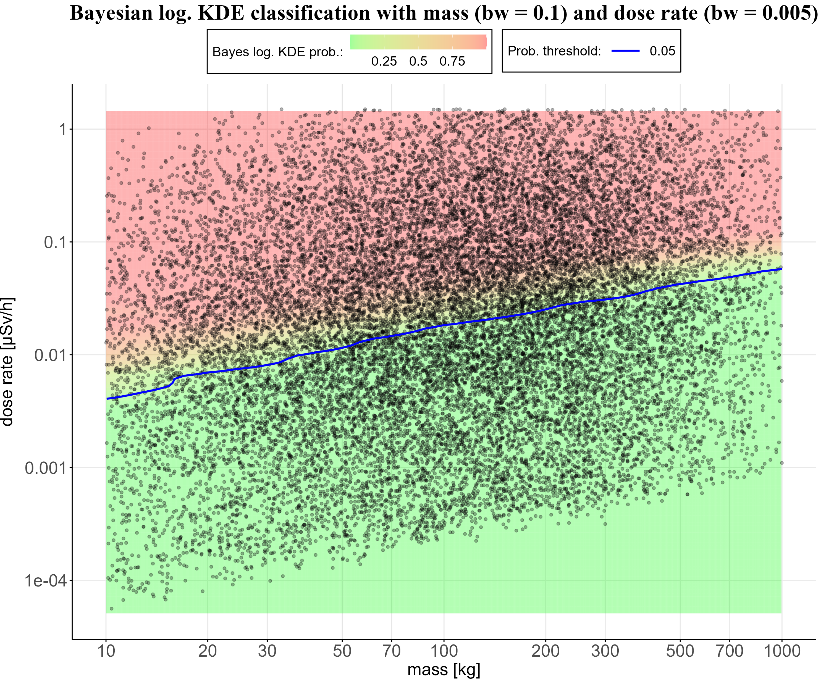 Bayesian log. KDE classification with mass (bw = 0.1) and dose rate (bw = 0.005)
Bayes log. KDE prob.:
0.25 0.5 0.75
Prob. threshold: 0.05
dose rate [µSv/h]
1
0.1
0.01
0.001
1e-04
10 20 30 50 70 100 200 300 500 700 1000
mass [kg]